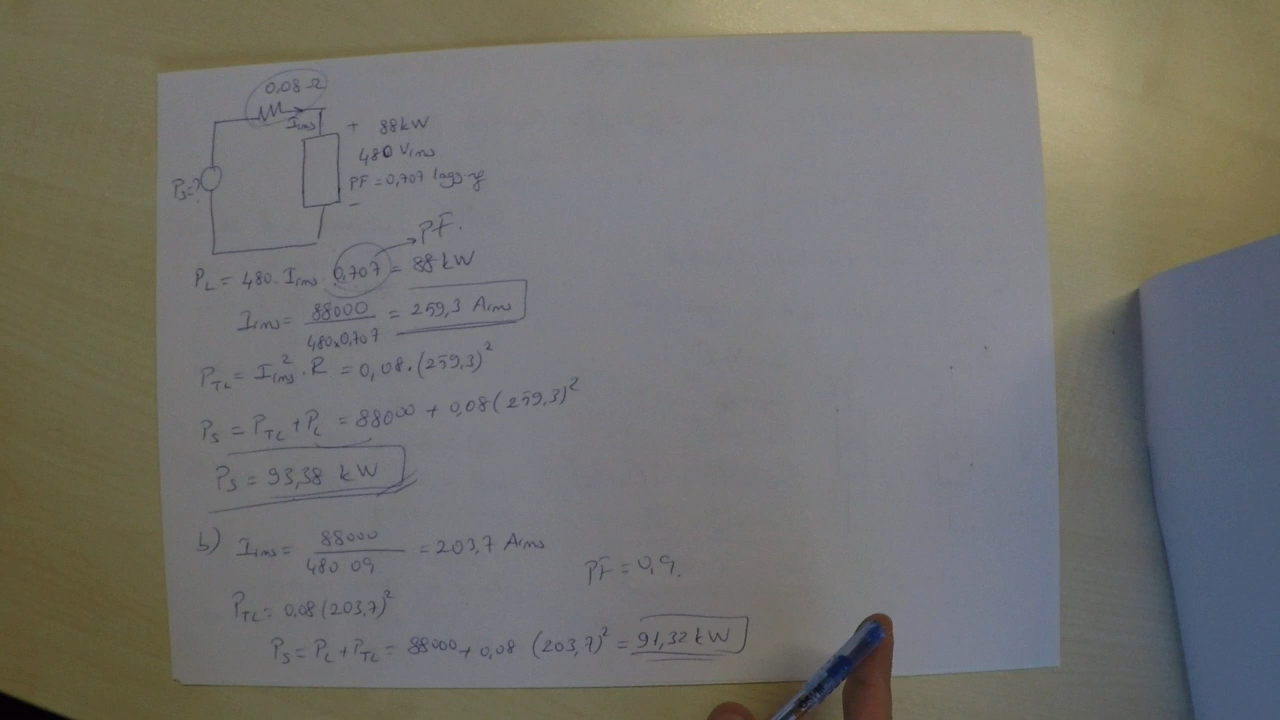 0,08 Ω
Irms
+ 88 kW
480 Vrms
Ps=?
PF = 0,707 lagging
-
PF.
PL = 480. Irms . 0,707 = 88 kW
Irms = 88000 / 480x0,707 = 259,3 Arms
PTL = Irms² . R = 0,08 . (259,3)²
Ps = PTL + PL = 88000 + 0,08 (259,3)²
Ps = 93,38 kW
b) Irms = 88000 / 480 09 = 203,7 Arms
PF = 0,9.
PTL = 0,08 (203,7)²
Ps = PL + PTL = 88000 + 0,08 (203,7)² = 91,32 kW